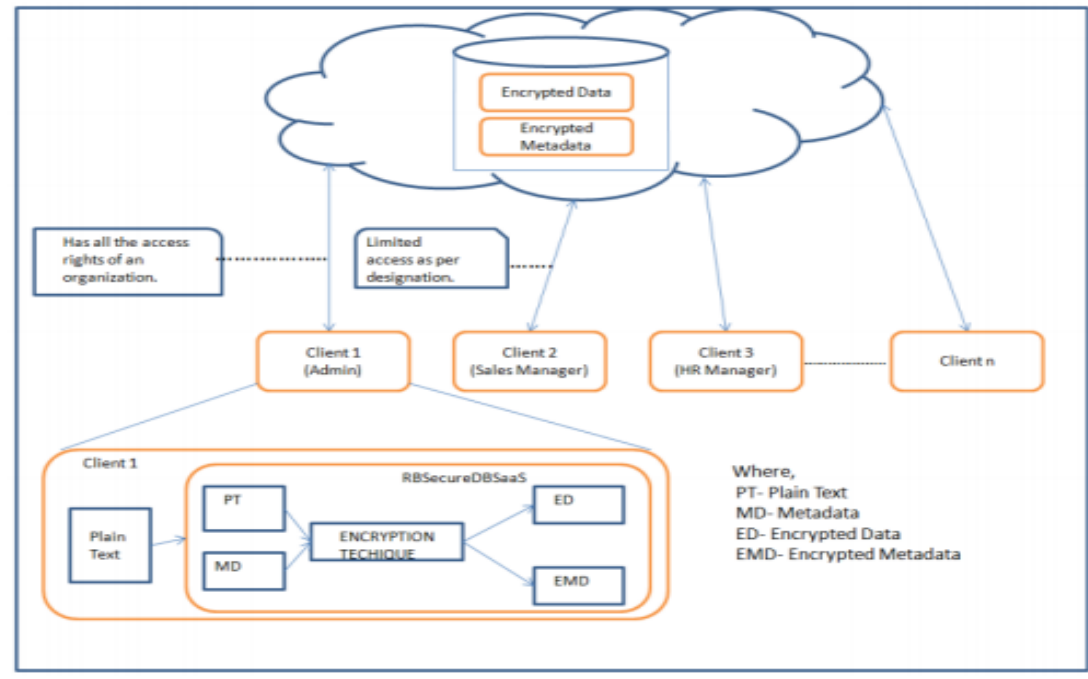 Encrypted Data
Encrypted
Metadata
Has all the access
rights of an
organization.
Limited
access as per
designation.
Client 1
(Admin)
Client 2
(Sales Manager)
Client 3
(HR Manager)
Client n
Client 1
RBSecureDBSaaS
Plain
Text
PT
MD
ENCRYPTION
TECHIQUE
ED
EMD
Where,
PT- Plain Text
MD- Metadata
ED- Encrypted Data
EMD- Encrypted Metadata